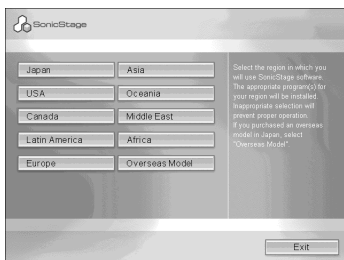 SonicStage
Japan
Asia
USA
Oceania
Canada
Middle East
Latin America
Africa
Europe
Overseas Model
Select the region in which you
will use SonicStage software.
The appropriate program(s) for
your region will be installed.
Inappropriate selection will
prevent proper operation.
If you purchased an overseas
model in Japan, select
"Overseas Model".
Exit